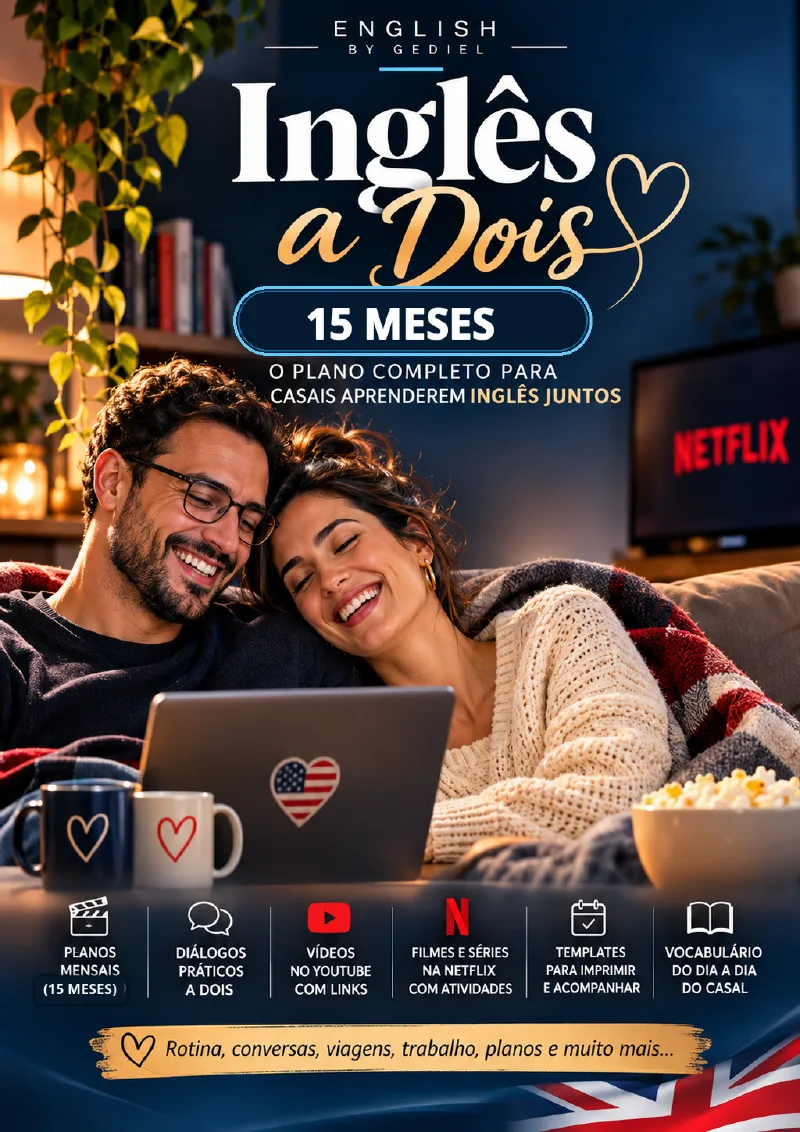 ENGLISH
BY GEDIEL
Inglês
a Dois
15 MESES
O PLANO COMPLETO PARA
CASAIS APRENDEREM INGLÊS JUNTOS
NETFLIX
PLANOS
MENSAIS
(15 MESES)
DIÁLOGOS
PRÁTICOS
A DOIS
VÍDEOS
NO YOUTUBE
COM LINKS
N
FILMES E SÉRIES
NA NETFLIX
COM ATIVIDADES
TEMPLATES
PARA IMPRIMIR
E ACOMPANHAR
VOCABULÁRIO
DO DIA A DIA
DO CASAL
Rotina, conversas, viagens, trabalho, planos e muito mais...